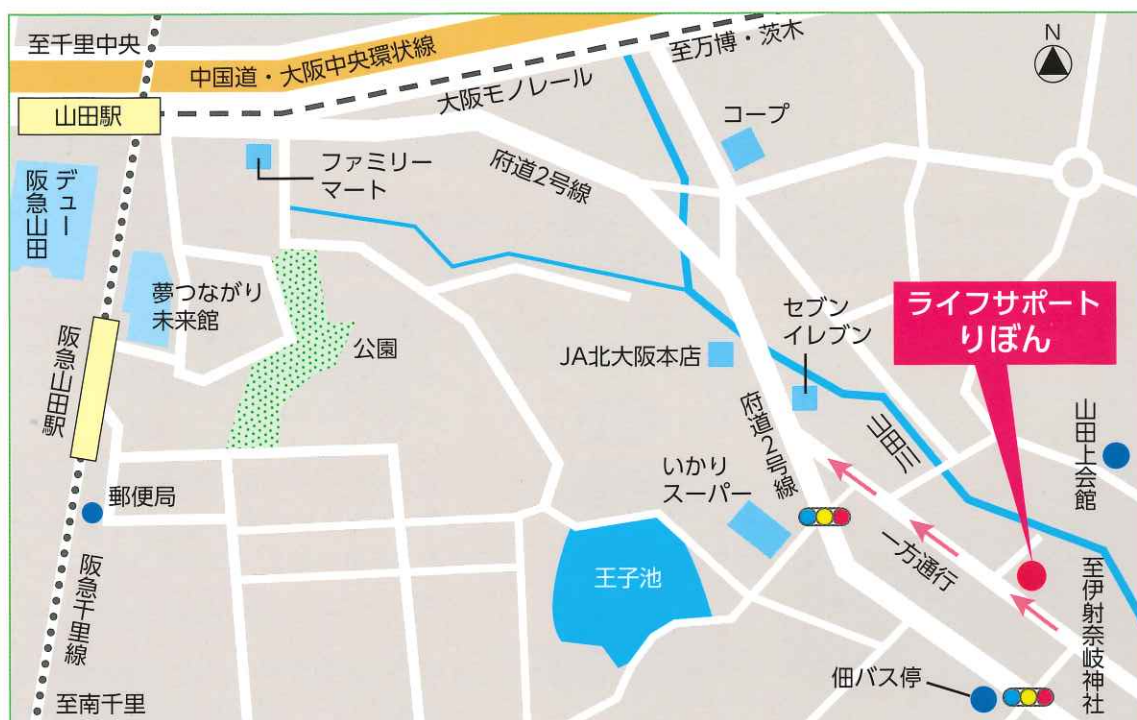 至千里中央
中国道・大阪中央環状線
至万博・茨木
N
山田駅
大阪モノレール
コープ
ファミリー
マート
府道2号線
デュー
阪急山田
夢つながり
未来館
セブン
イレブン
ライフサポート
りぼん
阪急山田駅
公園
JA北大阪本店
府道2号線
山田川
山田上会館
いかり
スーパー
郵便局
一方通行
王子池
阪急千里線
至伊射奈岐神社
佃バス停
至南千里